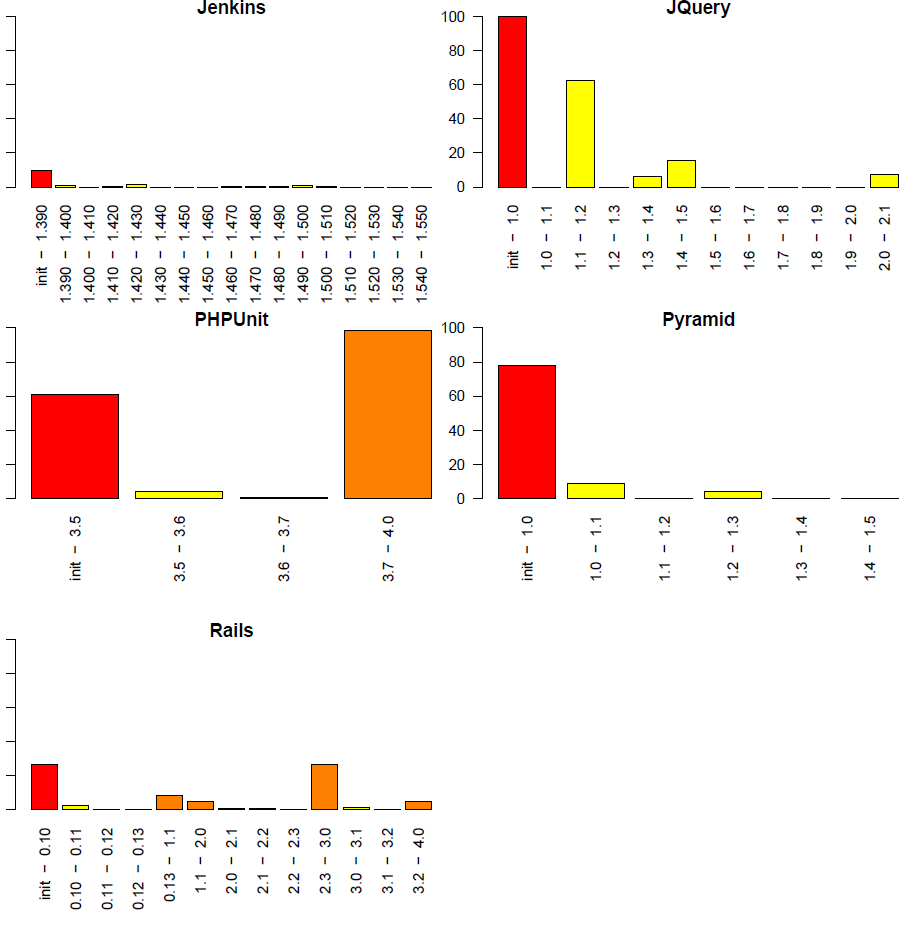 Jenkins
init − 1.390
1.390 − 1.400
1.400 − 1.410
1.410 − 1.420
1.420 − 1.430
1.430 − 1.440
1.440 − 1.450
1.450 − 1.460
1.460 − 1.470
1.470 − 1.480
1.480 − 1.490
1.490 − 1.500
1.500 − 1.510
1.510 − 1.520
1.520 − 1.530
1.530 − 1.540
1.540 − 1.550
JQuery
100
80
60
40
20
0
init − 1.0
1.0 − 1.1
1.1 − 1.2
1.2 − 1.3
1.3 − 1.4
1.4 − 1.5
1.5 − 1.6
1.6 − 1.7
1.7 − 1.8
1.8 − 1.9
1.9 − 2.0
2.0 − 2.1
PHPUnit
init − 3.5
3.5 − 3.6
3.6 − 3.7
3.7 − 4.0
Pyramid
100
80
60
40
20
0
init − 1.0
1.0 − 1.1
1.1 − 1.2
1.2 − 1.3
1.3 − 1.4
1.4 − 1.5
Rails
init − 0.10
0.10 − 0.11
0.11 − 0.12
0.12 − 0.13
0.13 − 1.1
1.1 − 2.0
2.0 − 2.1
2.1 − 2.2
2.2 − 2.3
2.3 − 3.0
3.0 − 3.1
3.1 − 3.2
3.2 − 4.0